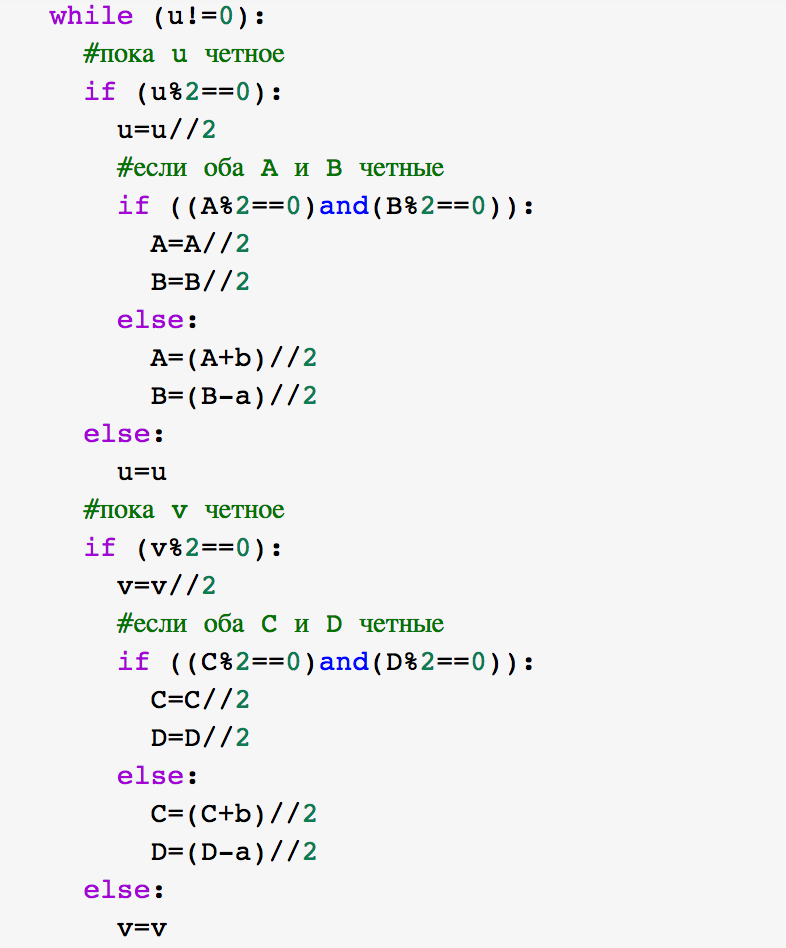 while (u!=0):
#пока u четное
if (u%2==0):
u=u//2
#если оба A и B четные
if ((A%2==0)and(B%2==0)):
A=A//2
B=B//2
else:
A=(A+b)//2
B=(B-a)//2
else:
u=u
#пока v четное
if (v%2==0):
v=v//2
#если оба C и D четные
if ((C%2==0)and(D%2==0)):
C=C//2
D=D//2
else:
C=(C+b)//2
D=(D-a)//2
else:
v=v